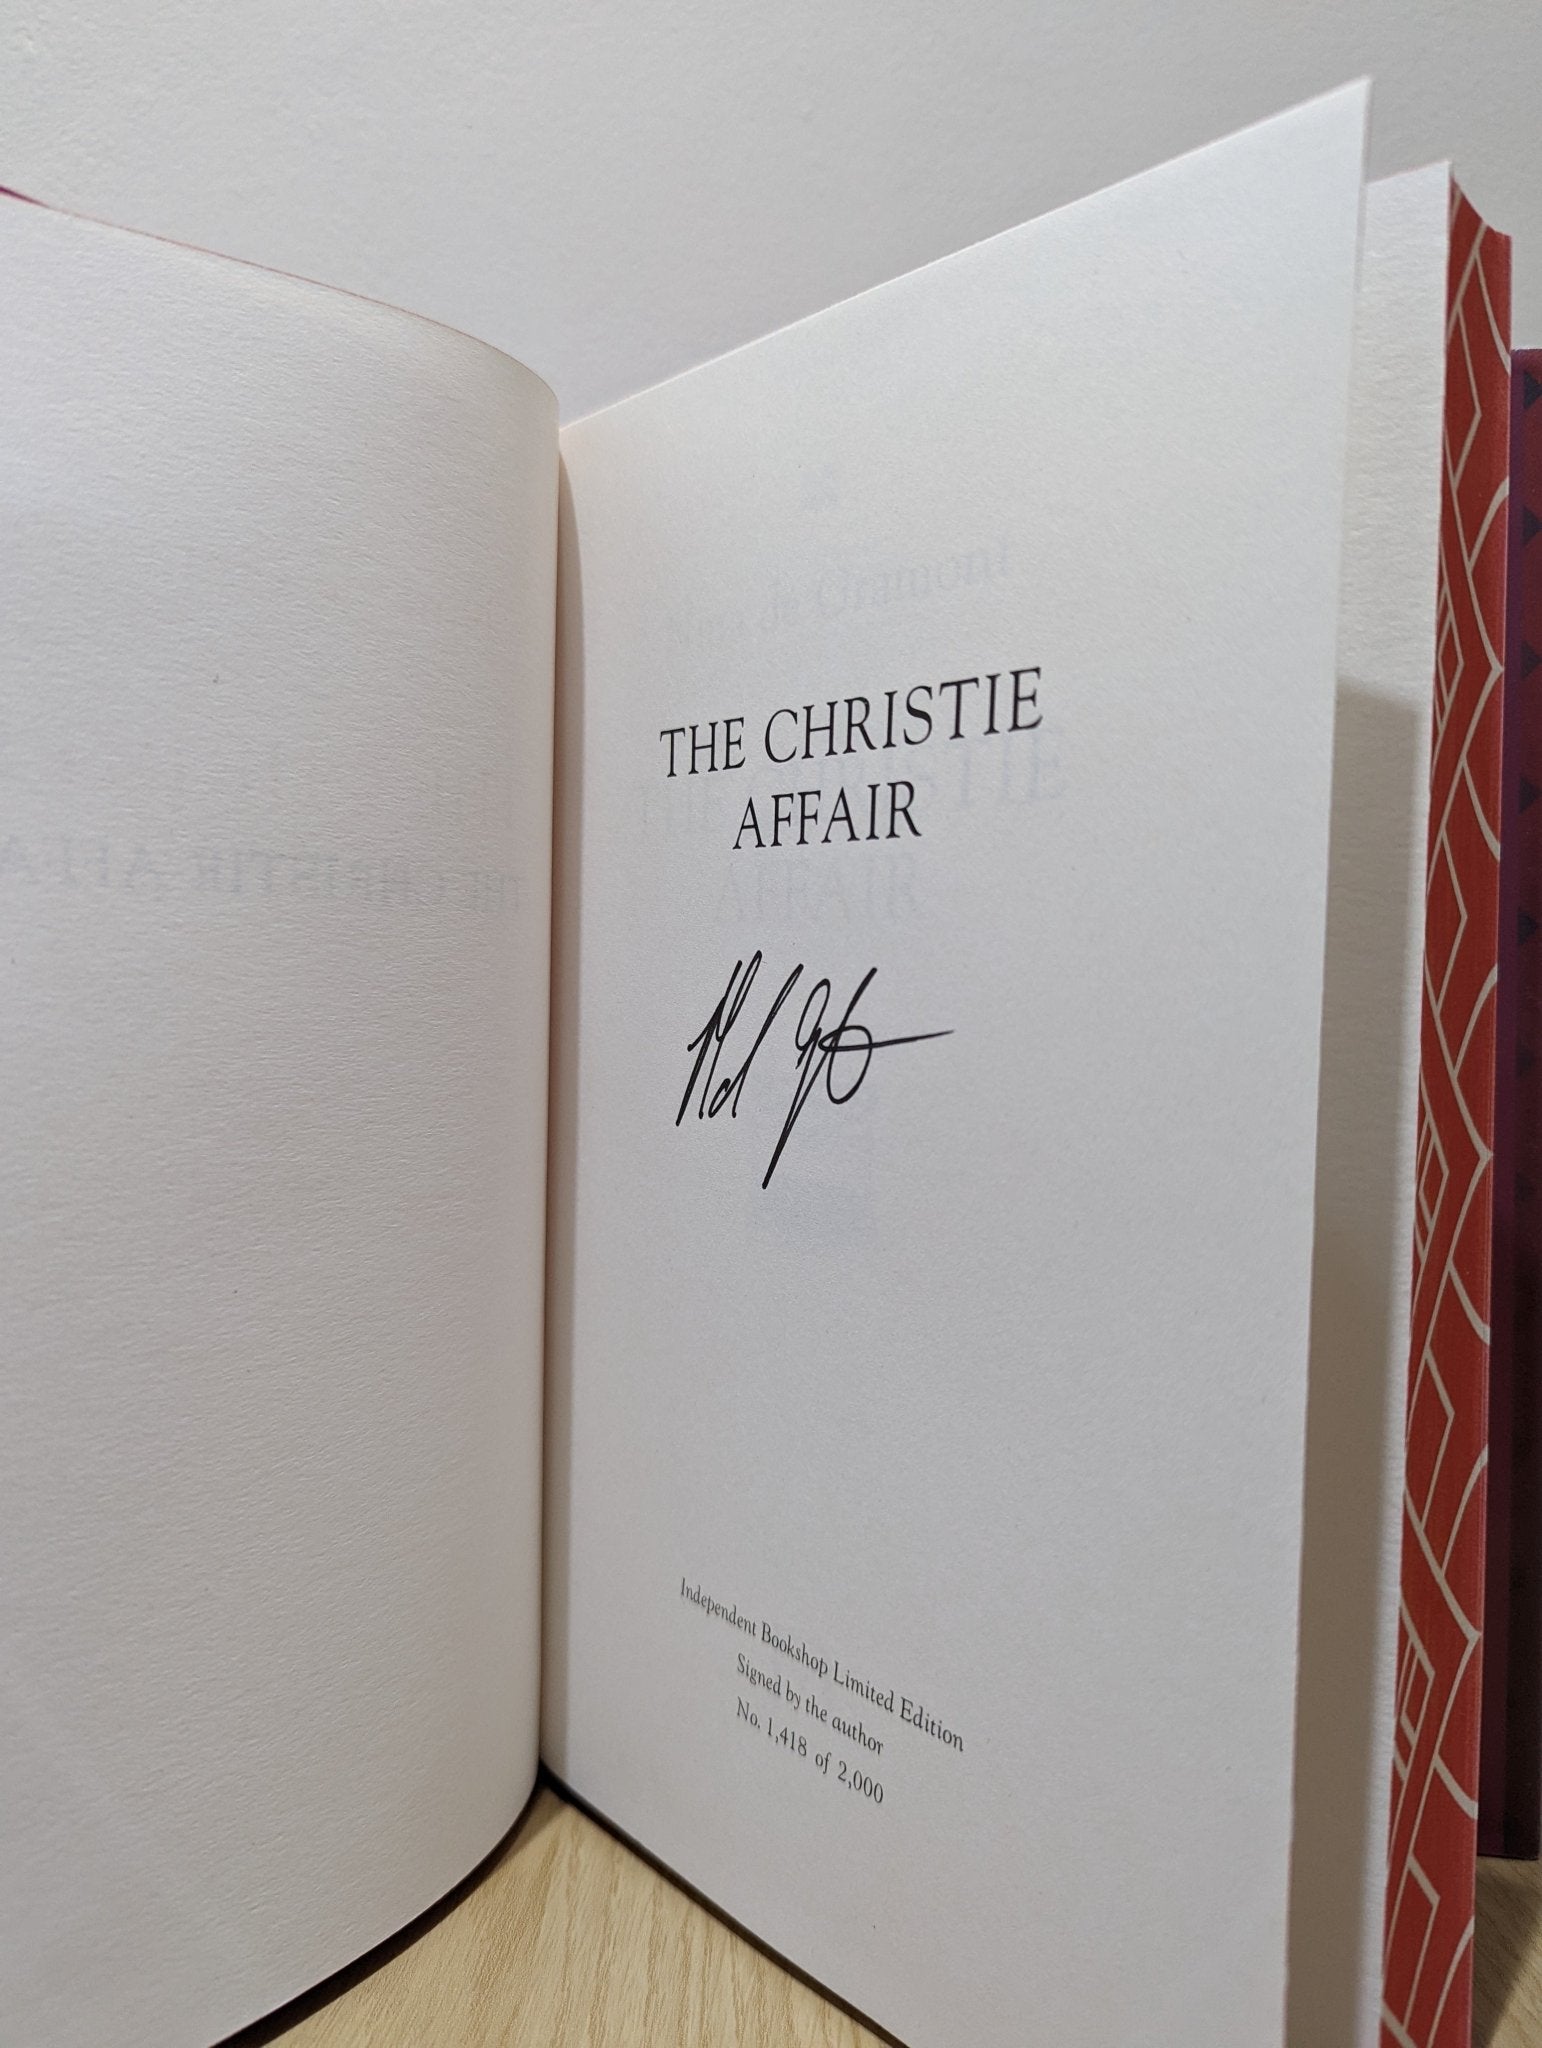 THE CHRISTIE
AFFAIR
Independent Bookshop Limited Edition
Signed by the author
No. 1,418 of 2,000